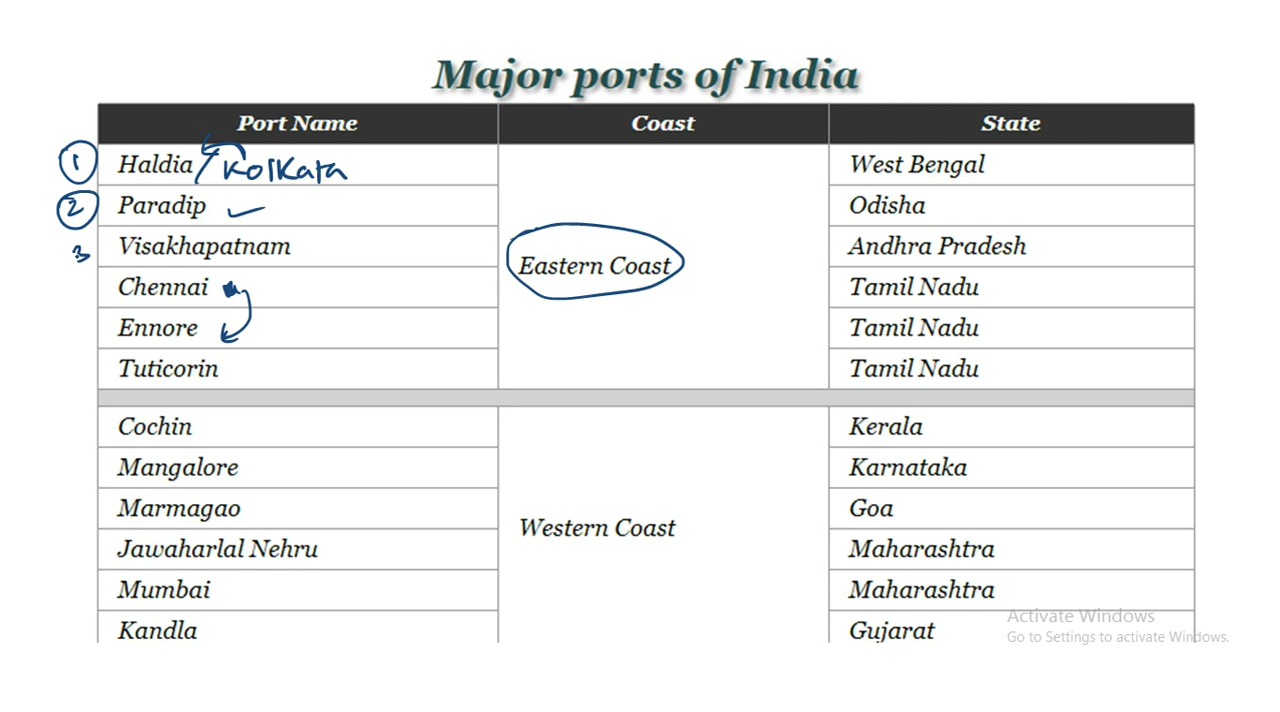 Major ports of India
Port Name Coast State
1 Haldia / Kolkata West Bengal
2 Paradip Odisha
3 Visakhapatnam Andhra Pradesh
Eastern Coast
Chennai Tamil Nadu
Ennore Tamil Nadu
Tuticorin Tamil Nadu
Cochin Kerala
Mangalore Karnataka
Marmagao Goa
Western Coast
Jawaharlal Nehru Maharashtra
Mumbai Maharashtra
Activate Windows
Kandla Gujarat
Go to Settings to activate Windows.